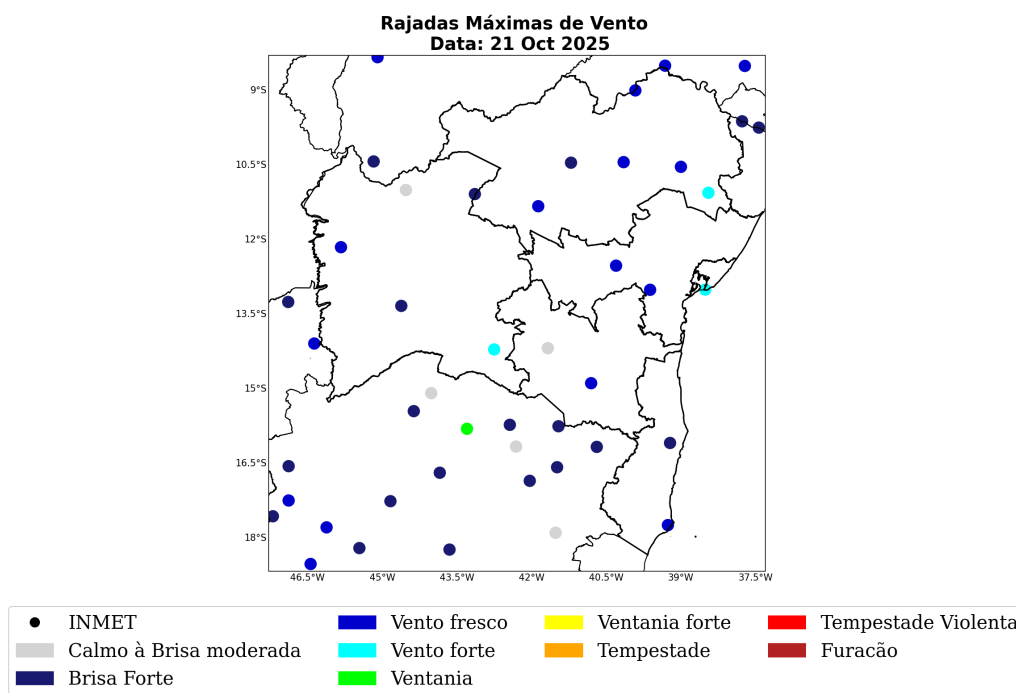 Rajadas Máximas de Vento
Data: 21 Oct 2025
9°S
10.5°S
12°S
13.5°S
15°S
16.5°S
18°S
46.5°W 45°W 43.5°W 42°W 40.5°W 39°W 37.5°W
INMET Vento fresco Ventania forte Tempestade Violenta
Calmo à Brisa moderada Vento forte Tempestade Furacão
Brisa Forte Ventania